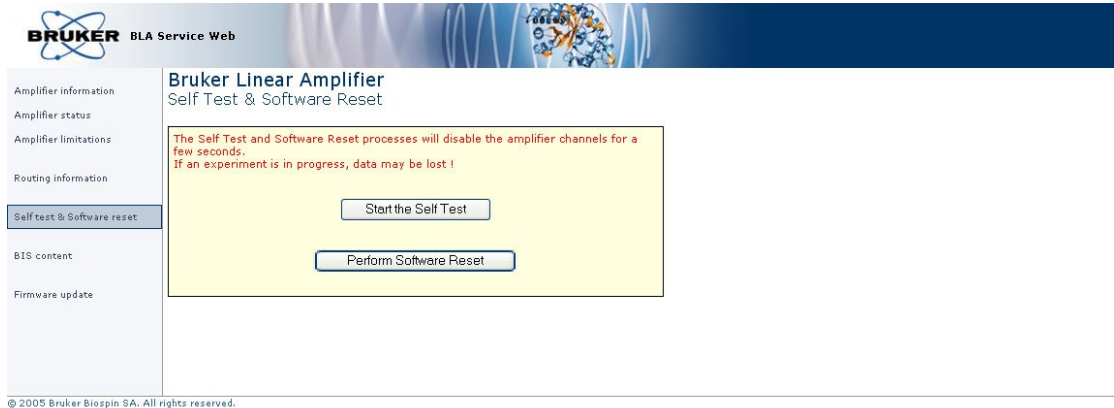 BRUKER BLA Service Web
Amplifier information
Amplifier status
Amplifier limitations
Routing information
Self test & Software reset
BIS content
Firmware update
Bruker Linear Amplifier
Self Test & Software Reset
The Self Test and Software Reset processes will disable the amplifier channels for a
few seconds.
If an experiment is in progress, data may be lost !
Start the Self Test
Perform Software Reset
© 2005 Bruker Biospin SA. All rights reserved.